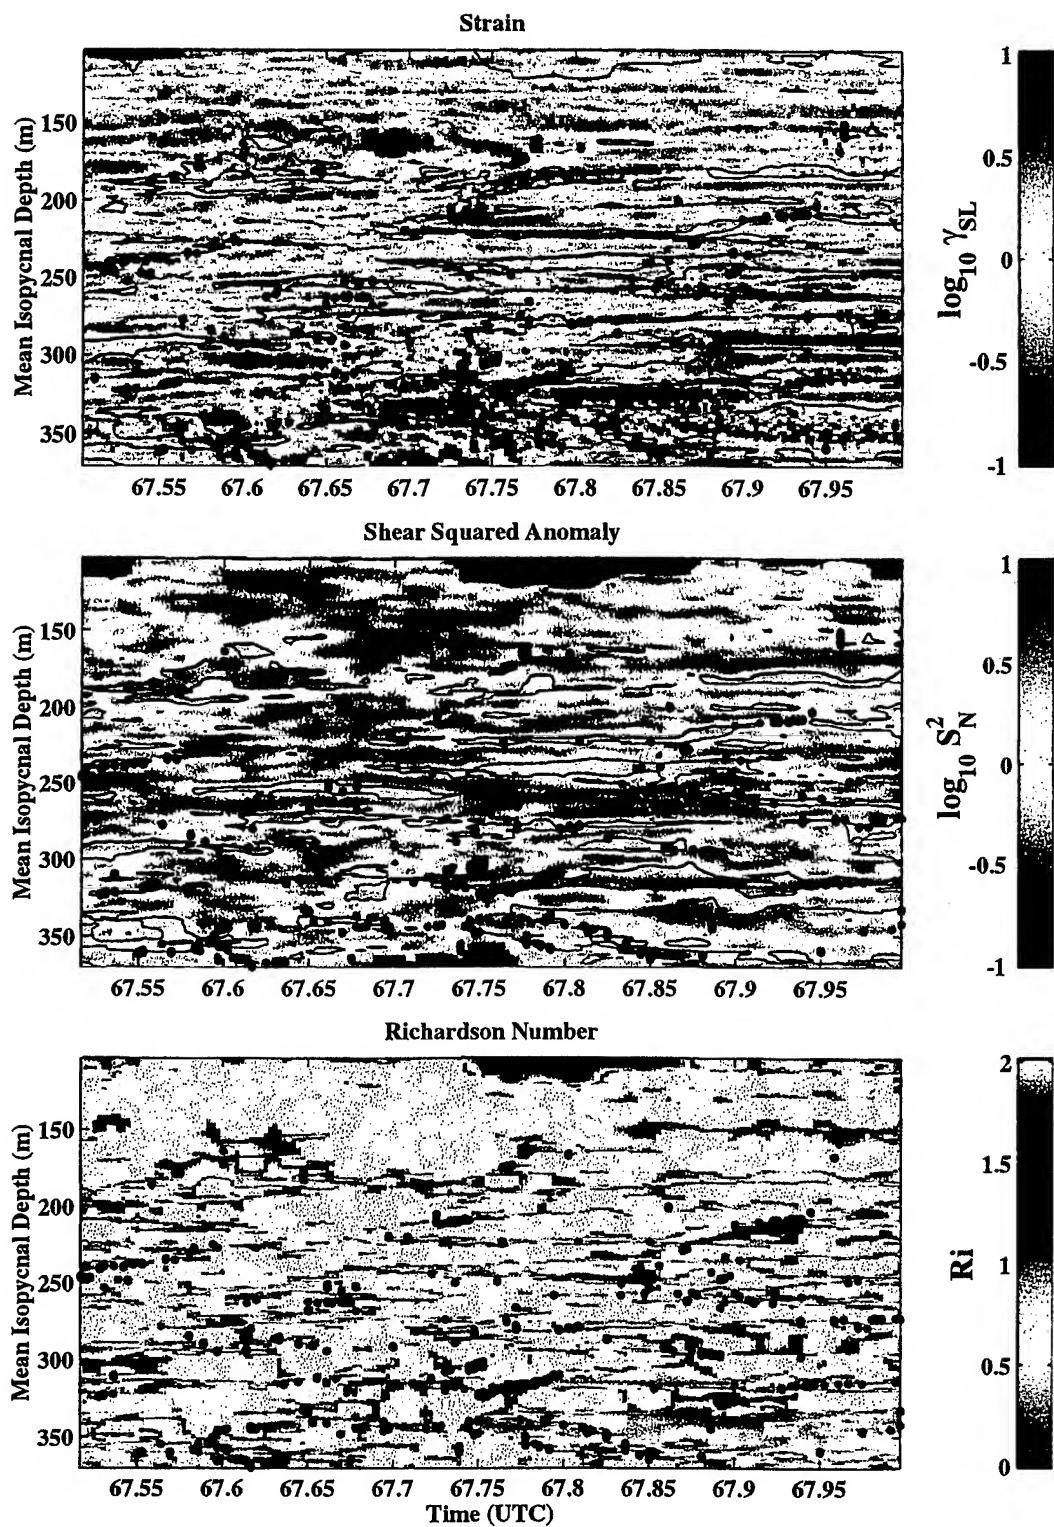 Strain
Mean Isopycnal Depth (m)
150
200
250
300
350
67.55 67.6 67.65 67.7 67.75 67.8 67.85 67.9 67.95
1
0.5
0
-0.5
-1
log10 γSL
Shear Squared Anomaly
Mean Isopycnal Depth (m)
150
200
250
300
350
67.55 67.6 67.65 67.7 67.75 67.8 67.85 67.9 67.95
1
0.5
0
-0.5
-1
log10 S2N
Richardson Number
Mean Isopycnal Depth (m)
150
200
250
300
350
67.55 67.6 67.65 67.7 67.75 67.8 67.85 67.9 67.95
Time (UTC)
2
1.5
1
0.5
0
Ri